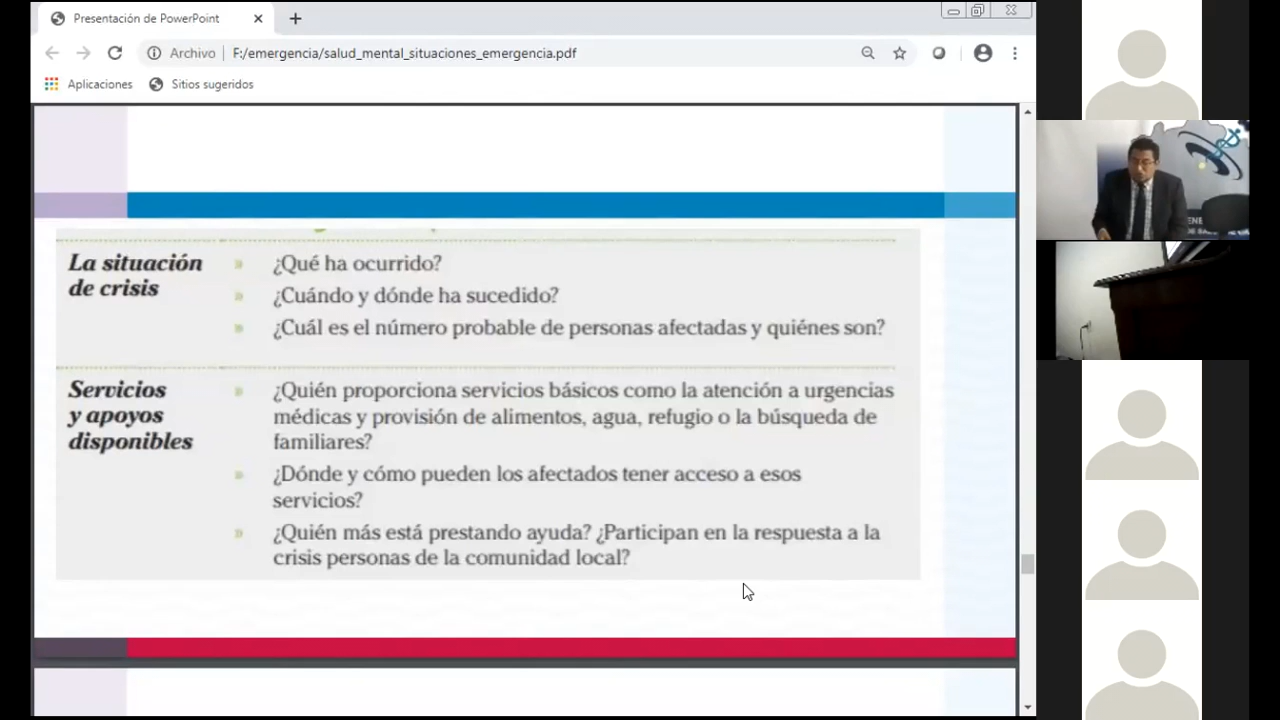 Presentación de PowerPoint
Archivo F:/emergencia/salud_mental_situaciones_emergencia.pdf
Aplicaciones Sitios sugeridos
La situación
de crisis
» ¿Qué ha ocurrido?
» ¿Cuándo y dónde ha sucedido?
» ¿Cuál es el número probable de personas afectadas y quiénes son?
Servicios
y apoyos
disponibles
» ¿Quién proporciona servicios básicos como la atención a urgencias
médicas y provisión de alimentos, agua, refugio o la búsqueda de
familiares?
» ¿Dónde y cómo pueden los afectados tener acceso a esos
servicios?
» ¿Quién más está prestando ayuda? ¿Participan en la respuesta a la
crisis personas de la comunidad local?